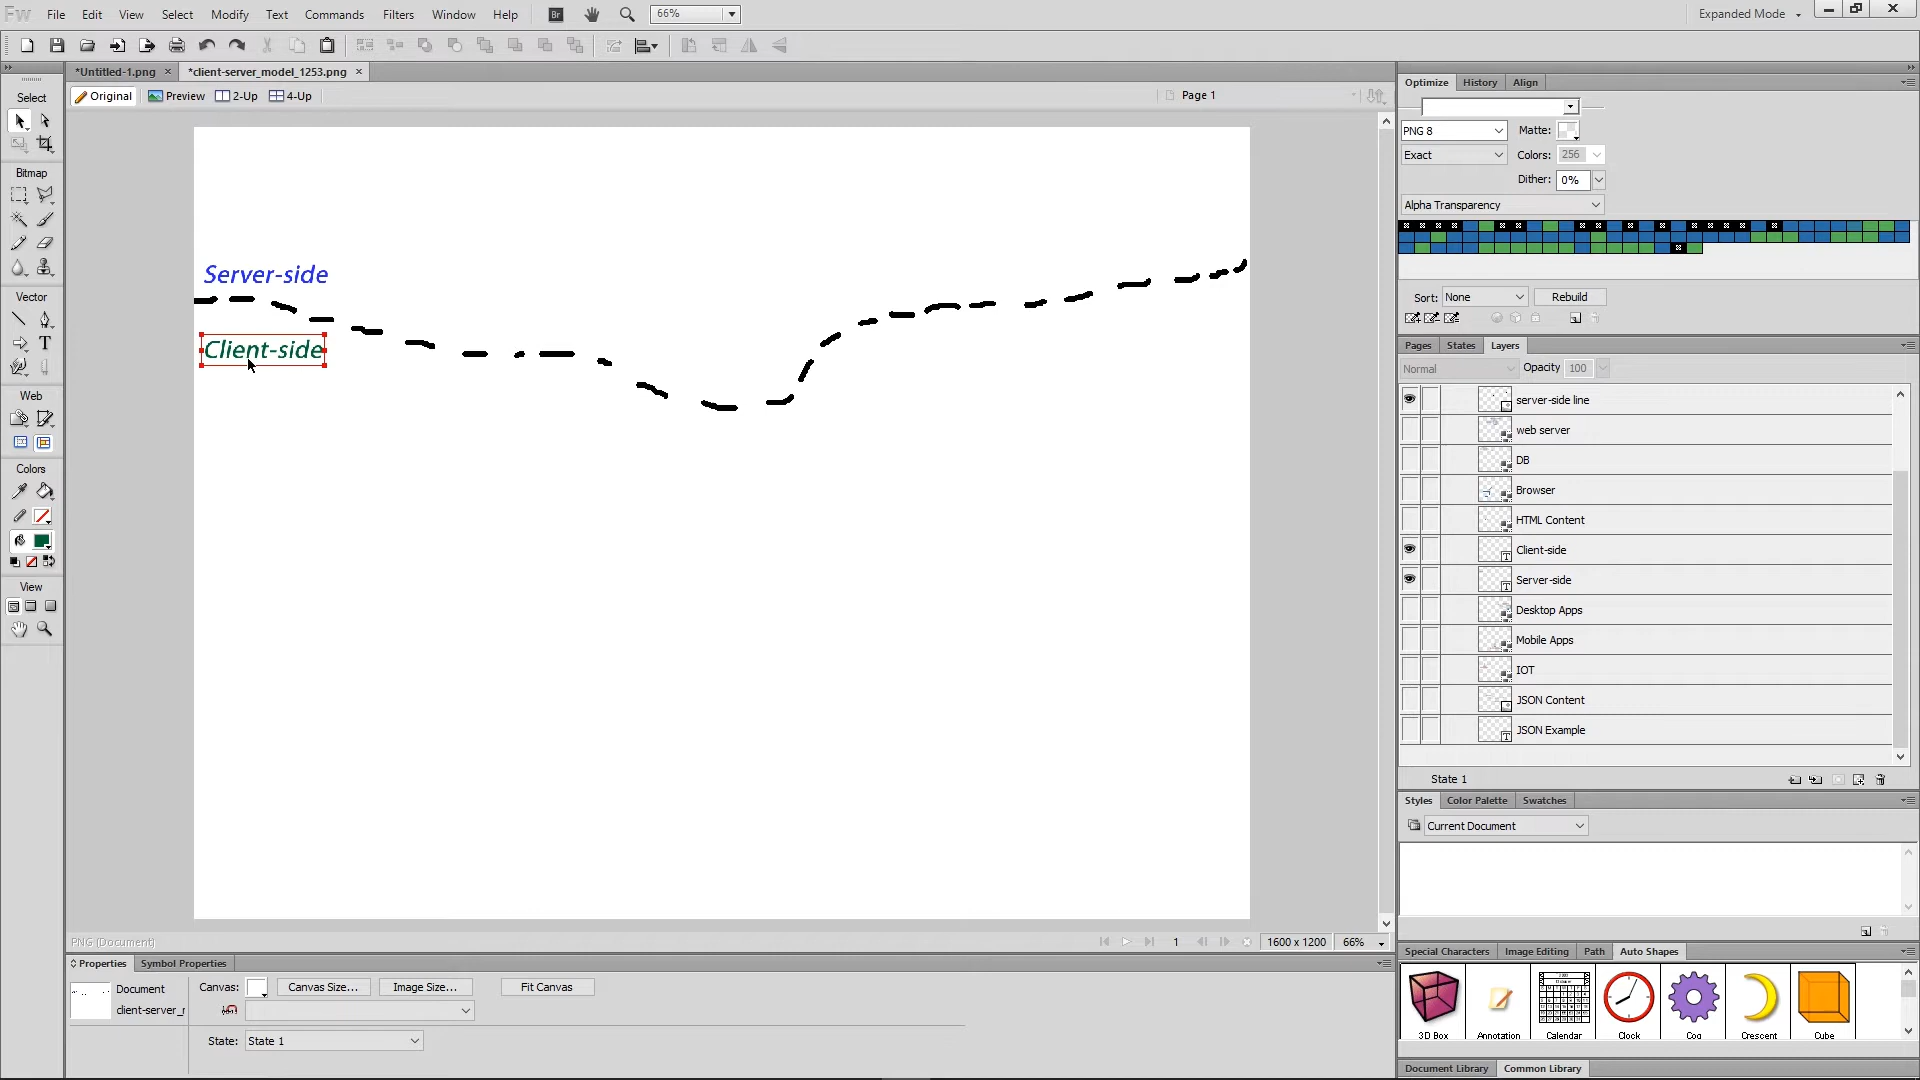 Fw File Edit View Select Modify Text Commands Filters Window Help Br 66% Expanded Mode
*Untitled-1.png *client-server_model_1253.png
Original Preview 2-Up 4-Up Page 1
Select
Bitmap
Vector
T
Web
Colors
View
Server-side
Client-side
PNG (Document) 1 1600 x 1200 66%
Properties Symbol Properties
Document
client-server_r
Canvas: Canvas Size... Image Size... Fit Canvas
State: State 1
Optimize History Align
PNG 8 Matte:
Exact Colors: 256
Dither: 0%
Alpha Transparency
Sort: None Rebuild
Pages States Layers
Normal Opacity 100
server-side line
web server
DB
Browser
HTML Content
Client-side
Server-side
Desktop Apps
Mobile Apps
IOT
JSON Content
JSON Example
State 1
Styles Color Palette Swatches
Current Document
Special Characters Image Editing Path Auto Shapes
3D Box Annotation Calendar Clock Cog Crescent Cube
Document Library Common Library